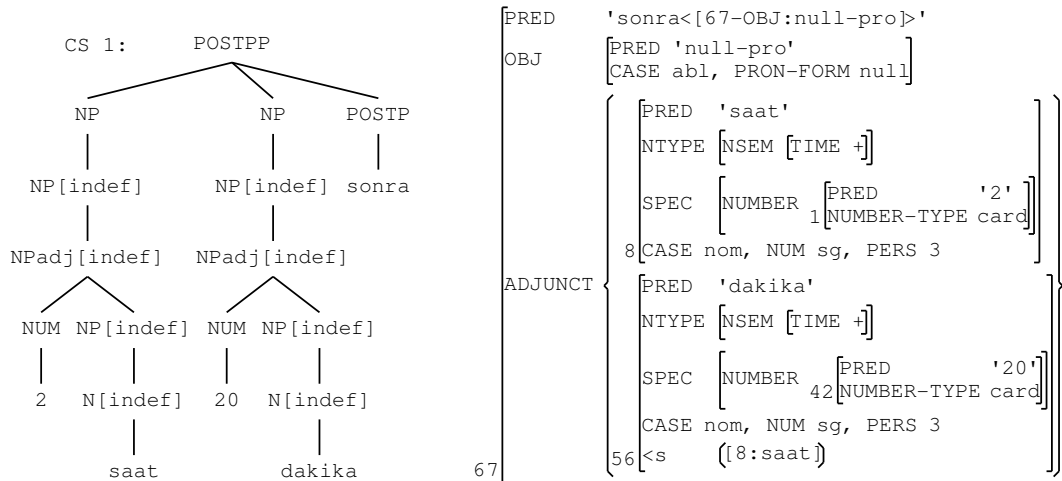 CS 1: POSTPP
NP NP POSTP
NP[indef] NP[indef] sonra
NPadj[indef] NPadj[indef]
NUM NP[indef] NUM NP[indef]
2 N[indef] 20 N[indef]
saat dakika
PRED 'sonra<[67-OBJ:null-pro]>'
OBJ
PRED 'null-pro'
CASE abl, PRON-FORM null
ADJUNCT
PRED 'saat'
NTYPE NSEM TIME +
SPEC NUMBER 1
PRED '2'
NUMBER-TYPE card
8 CASE nom, NUM sg, PERS 3
PRED 'dakika'
NTYPE NSEM TIME +
SPEC NUMBER 42
PRED '20'
NUMBER-TYPE card
CASE nom, NUM sg, PERS 3
56 <s ([8:saat])
67